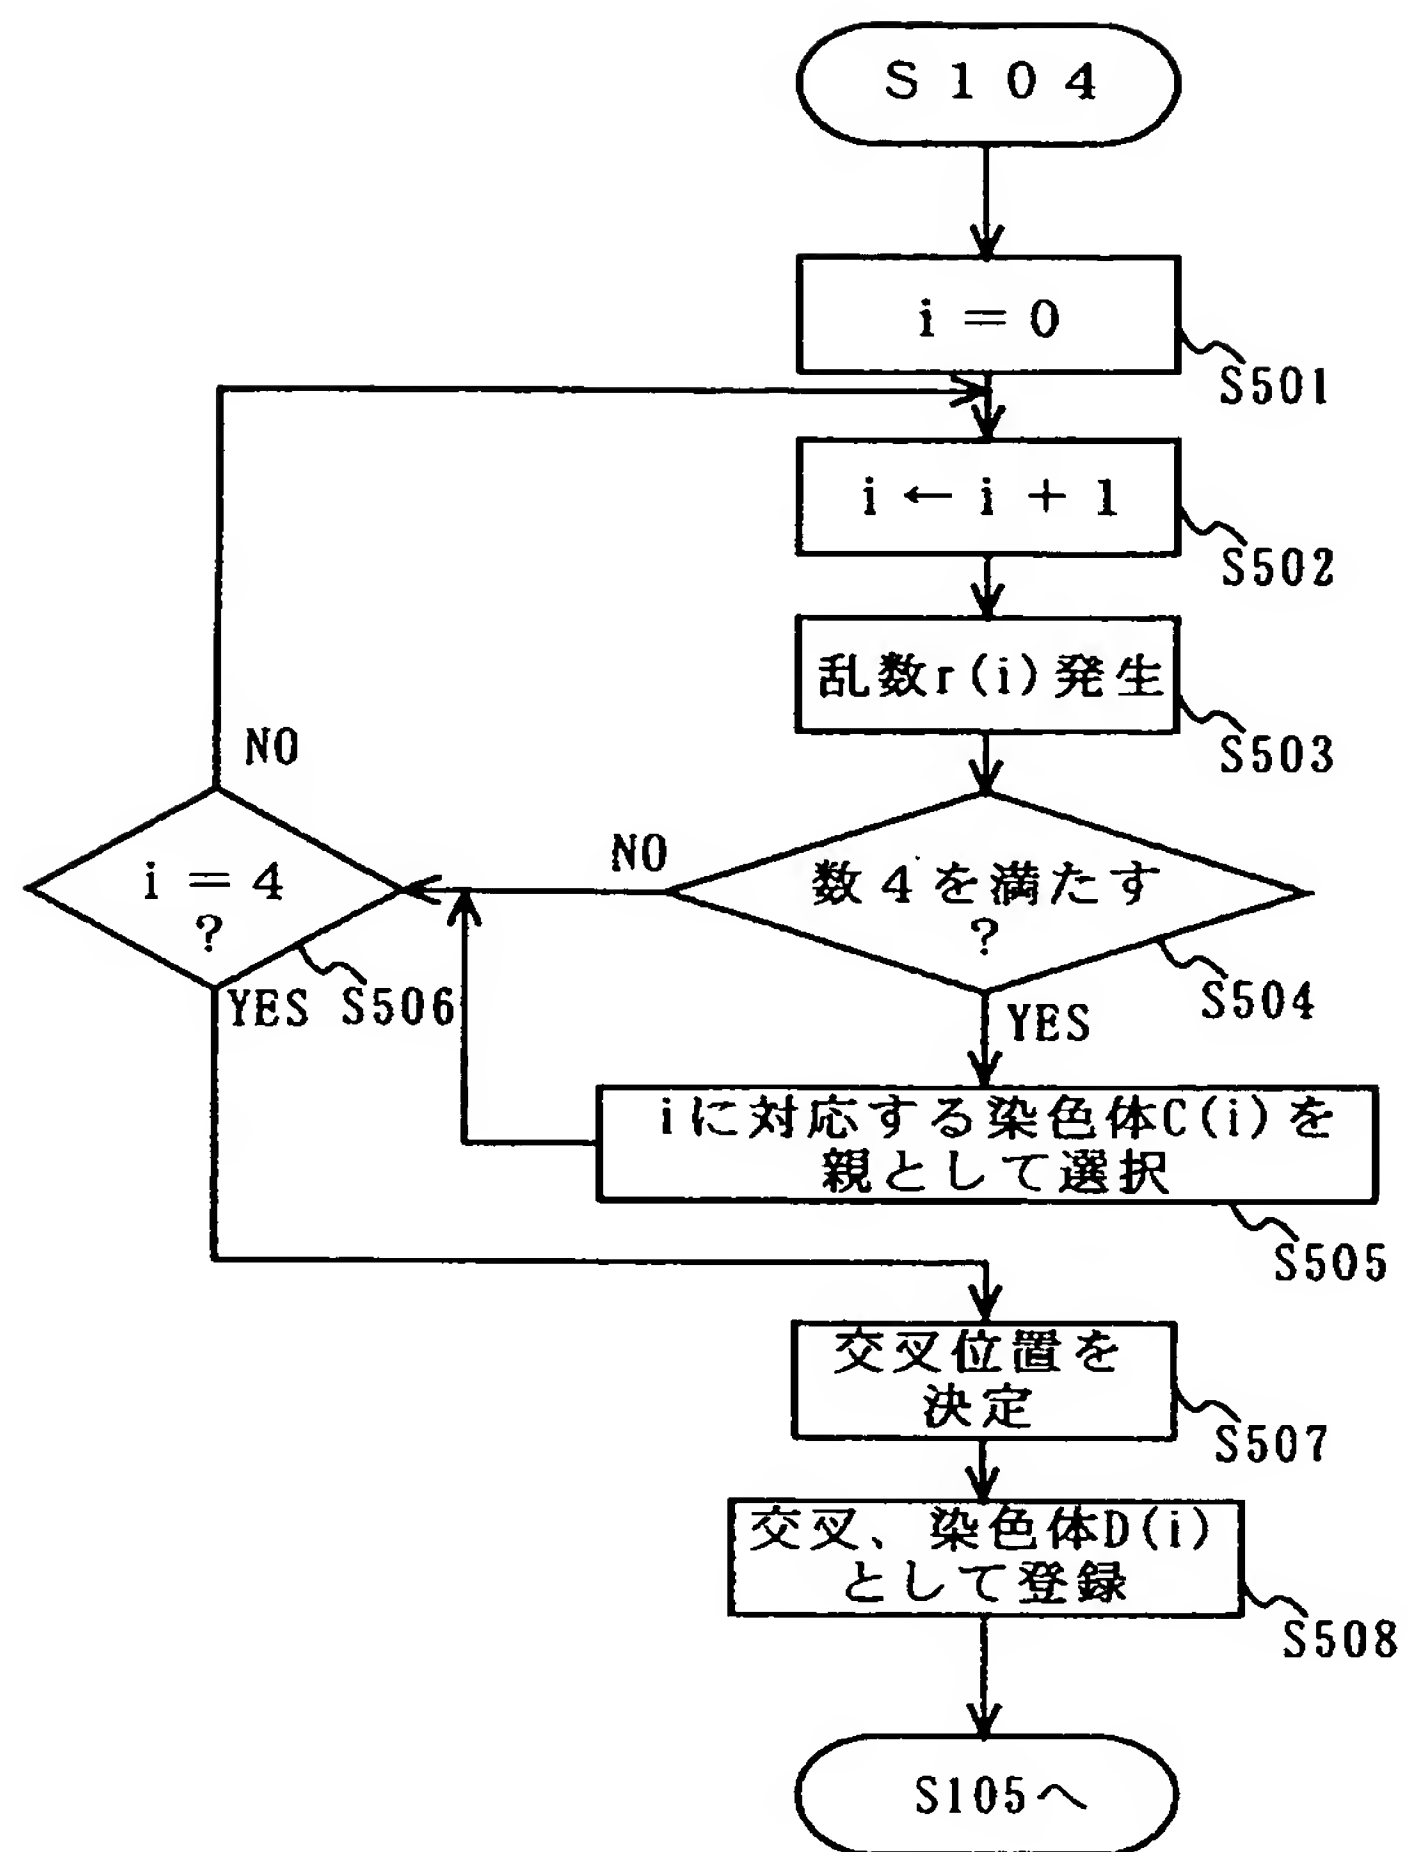 S104
i=0
S501
i←i+1
S502
乱数r(i)発生
S503
NO
i=4
?
YES
S506
NO
数4を満たす
?
S504
YES
iに対応する染色体C(i)を
親として選択
S505
交叉位置を
決定
S507
交叉、染色体D(i)
として登録
S508
S105へ